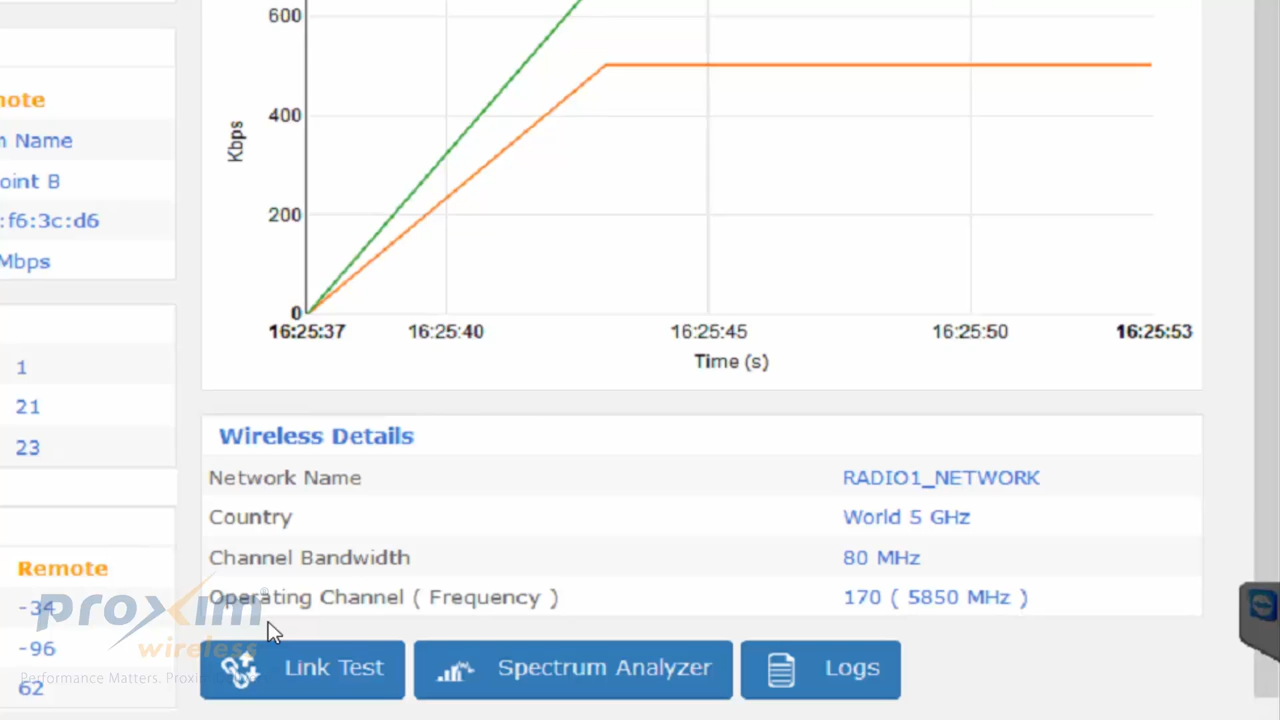 600
400
200
0
Kbps
16:25:37
16:25:40
16:25:45
16:25:50
16:25:53
Time (s)
note
n Name
oint B
:f6:3c:d6
Mbps
1
21
23
Remote
-34
-96
62
Wireless Details
Network Name RADIO1_NETWORK
Country World 5 GHz
Channel Bandwidth 80 MHz
Operating Channel ( Frequency ) 170 ( 5850 MHz )
proxim®
wireless
Performance Matters. Proxim
Link Test
Spectrum Analyzer
Logs